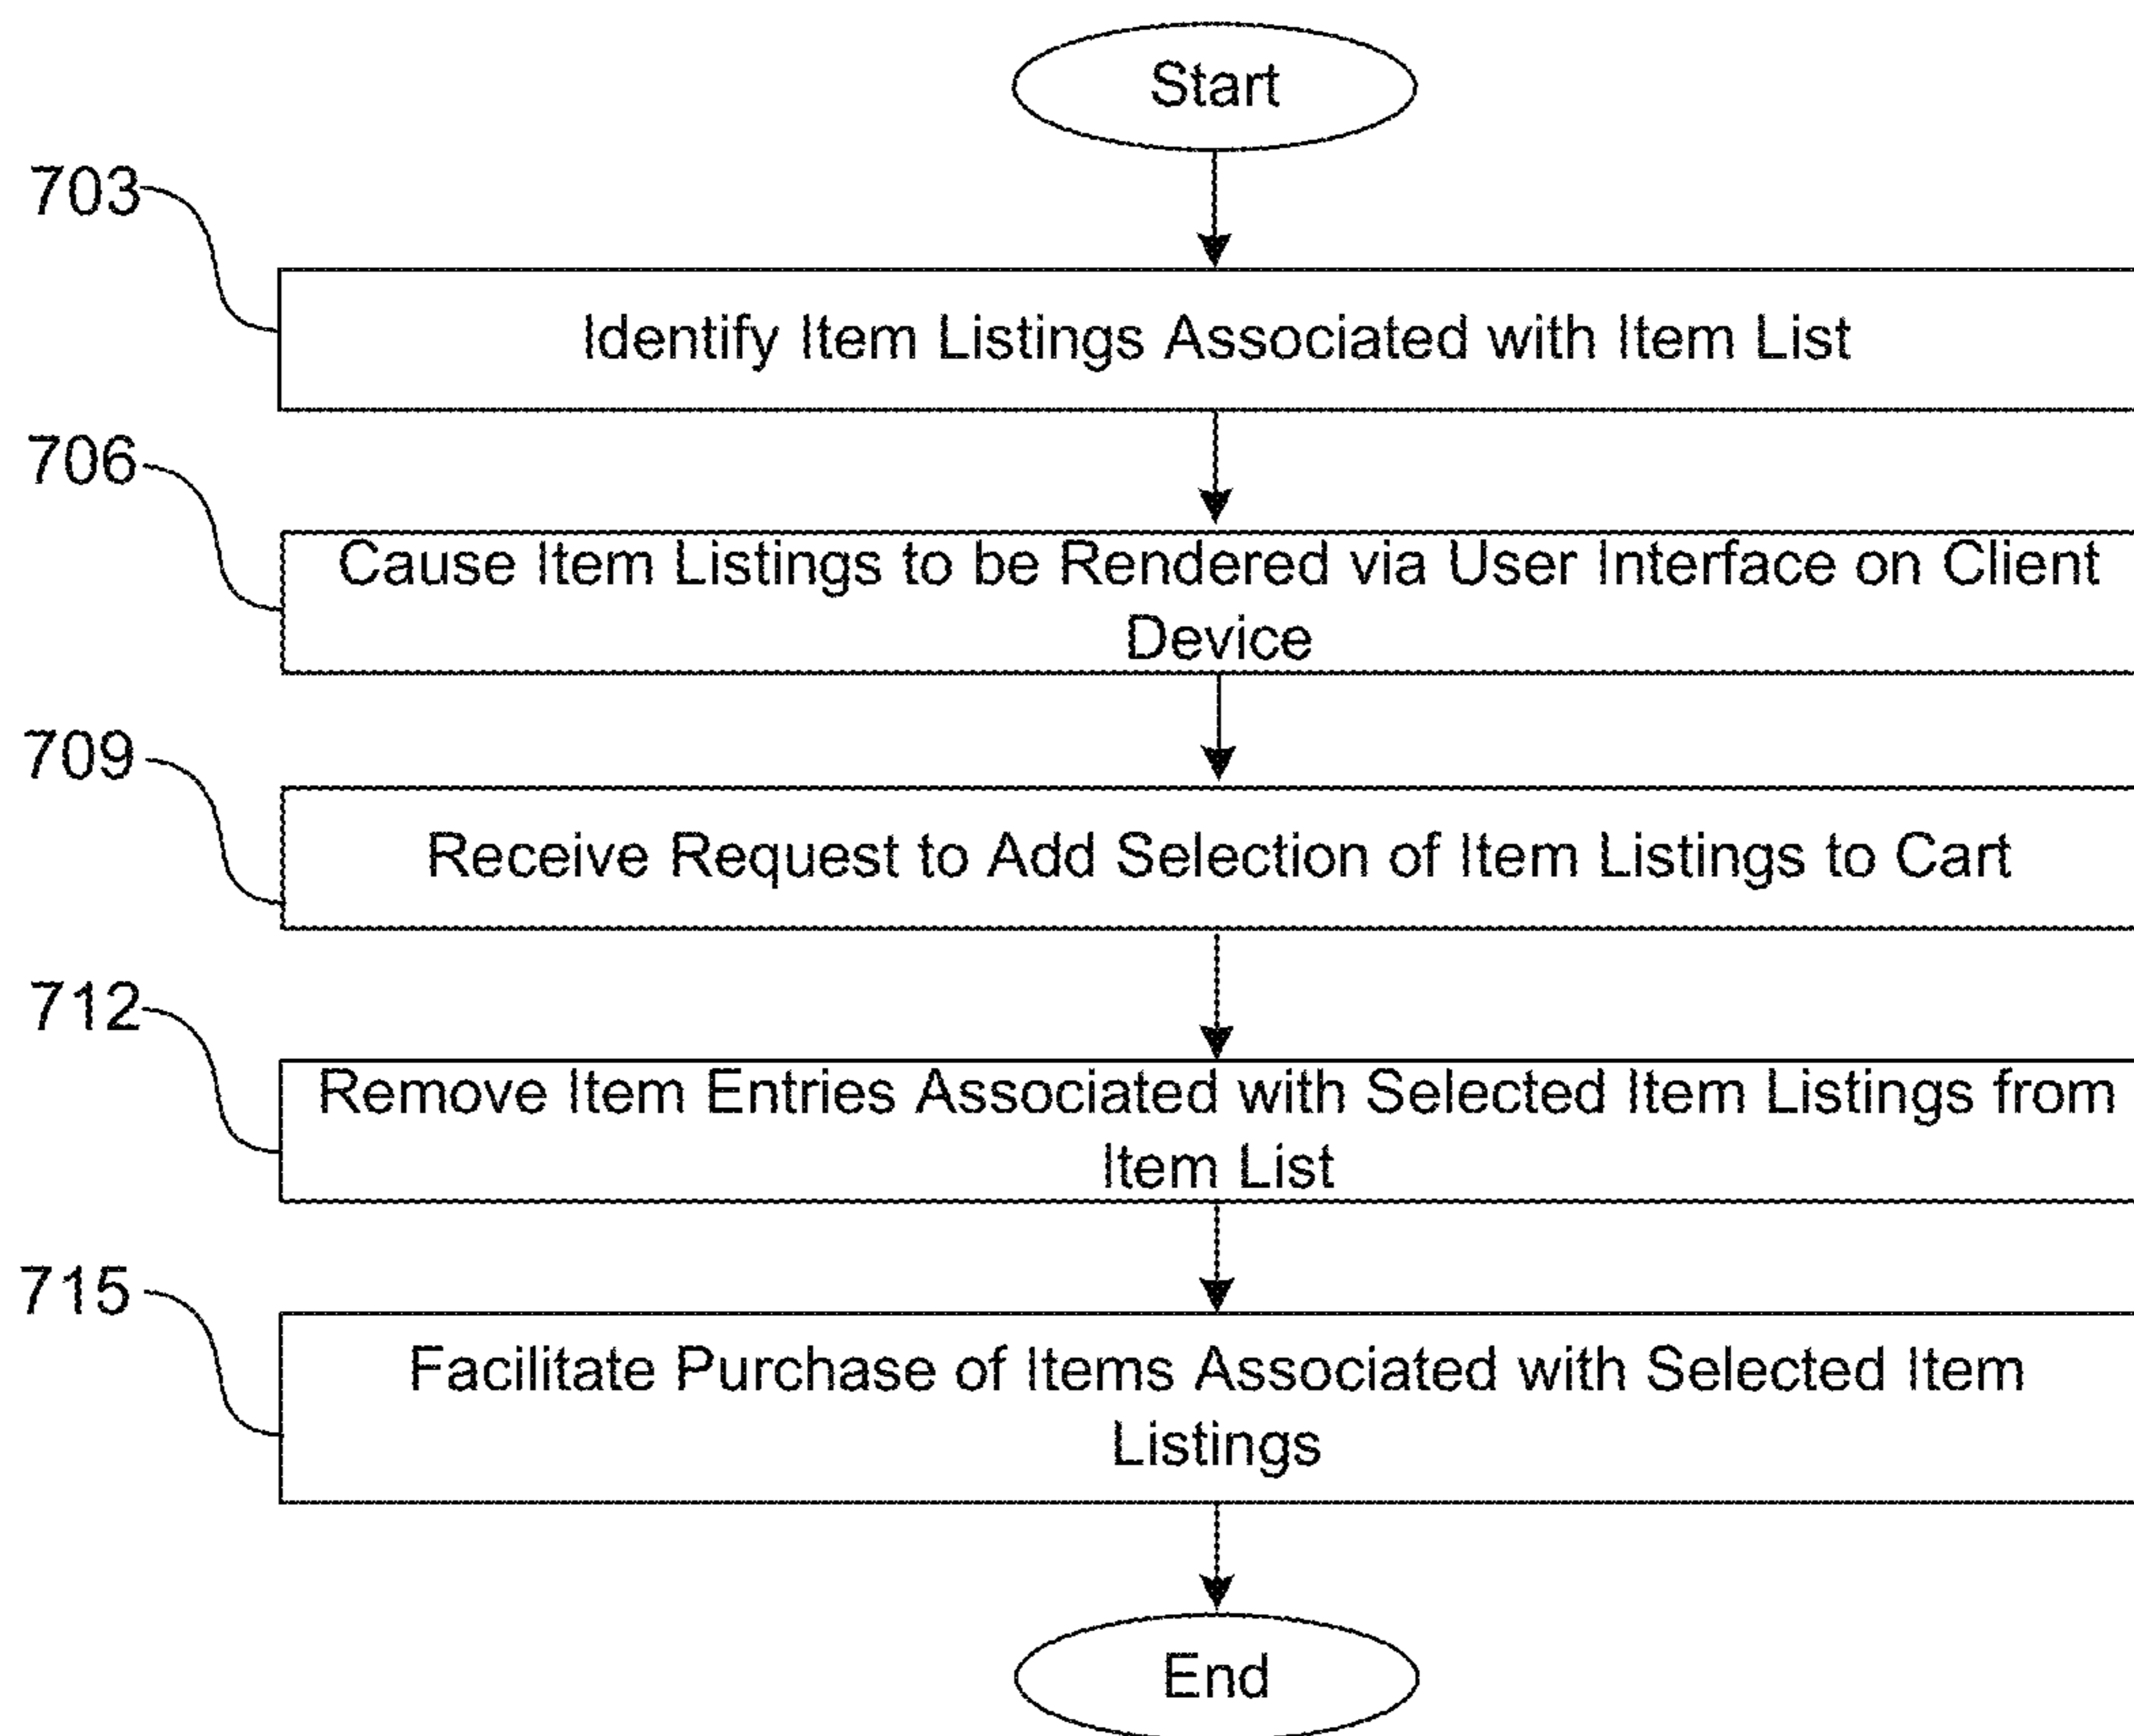 Start
703
Identify Item Listings Associated with Item List
706
Cause Item Listings to be Rendered via User Interface on Client
Device
709
Receive Request to Add Selection of Item Listings to Cart
712
Remove Item Entries Associated with Selected Item Listings from
Item List
715
Facilitate Purchase of Items Associated with Selected Item
Listings
End